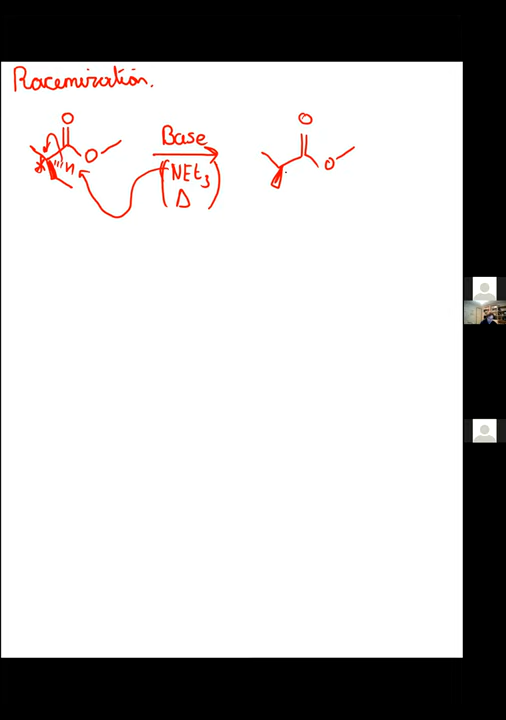 Racemization.
O
O
Base
O
O
* H
(NEt3
Δ)